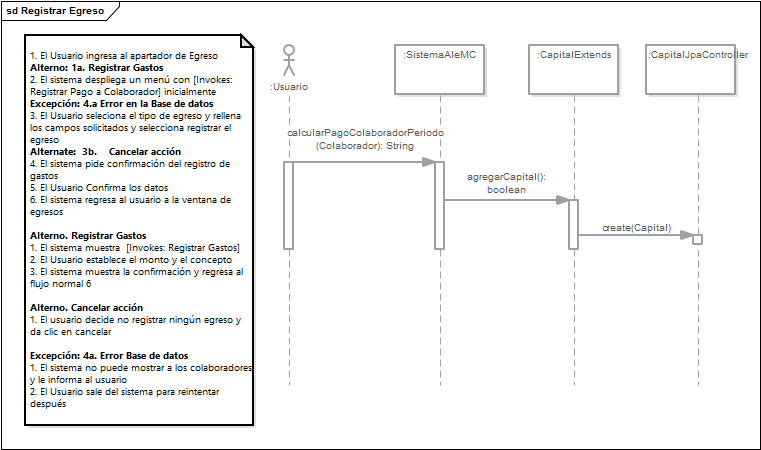 sd Registrar Egreso
1. El Usuario ingresa al apartador de Egreso
Alterno: 1a. Registrar Gastos
2. El sistema despliega un menú con [Invokes:
Registrar Pago a Colaborador] inicialmente
Excepción: 4.a Error en la Base de datos
3. El Usuario seleciona el tipo de egreso y rellena
los campos solicitados y selecciona registrar el
egreso
Alternate: 3b. Cancelar acción
4. El sistema pide confirmación del registro de
gastos
5. El Usuario Confirma los datos
6. El sistema regresa al usuario a la ventana de
egresos
Alterno. Registrar Gastos
1. El sistema muestra [Invokes: Registrar Gastos]
2. El Usuario establece el monto y el concepto
3. El sistema muestra la confirmación y regresa al
flujo normal 6
Alterno. Cancelar acción
1. El usuario decide no registrar ningún egreso y
da clic en cancelar
Excepción: 4a. Error Base de datos
1. El sistema no puede mostrar a los colaboradores
y le informa al usuario
2. El Usuario sale del sistema para reintentar
después
:Usuario
:SistemaAleMC
:CapitalExtends
:CapitalJpaController
calcularPagoColaboradorPeriodo
(Colaborador): String
agregarCapital():
boolean
create(Capital)